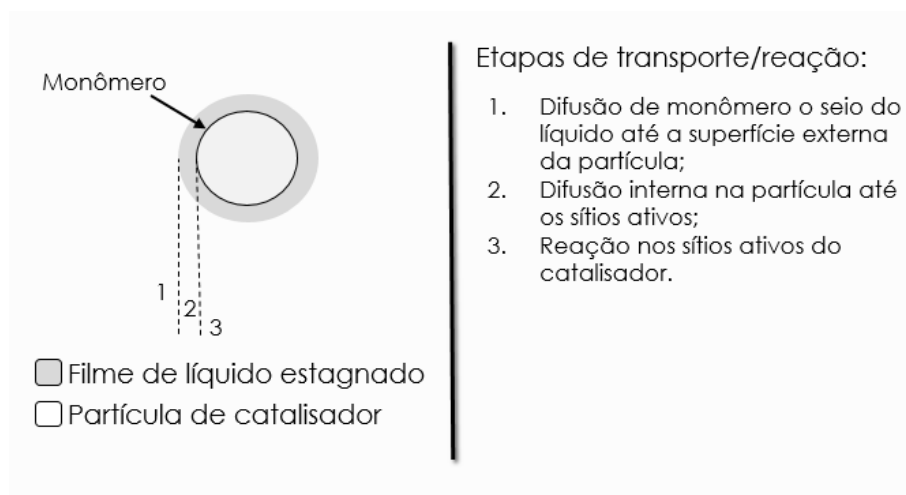 Monômero
1
2
3
Filme de líquido estagnado
Partícula de catalisador
Etapas de transporte/reação:
1. Difusão de monômero o seio do
líquido até a superfície externa
da partícula;
2. Difusão interna na partícula até
os sítios ativos;
3. Reação nos sítios ativos do
catalisador.